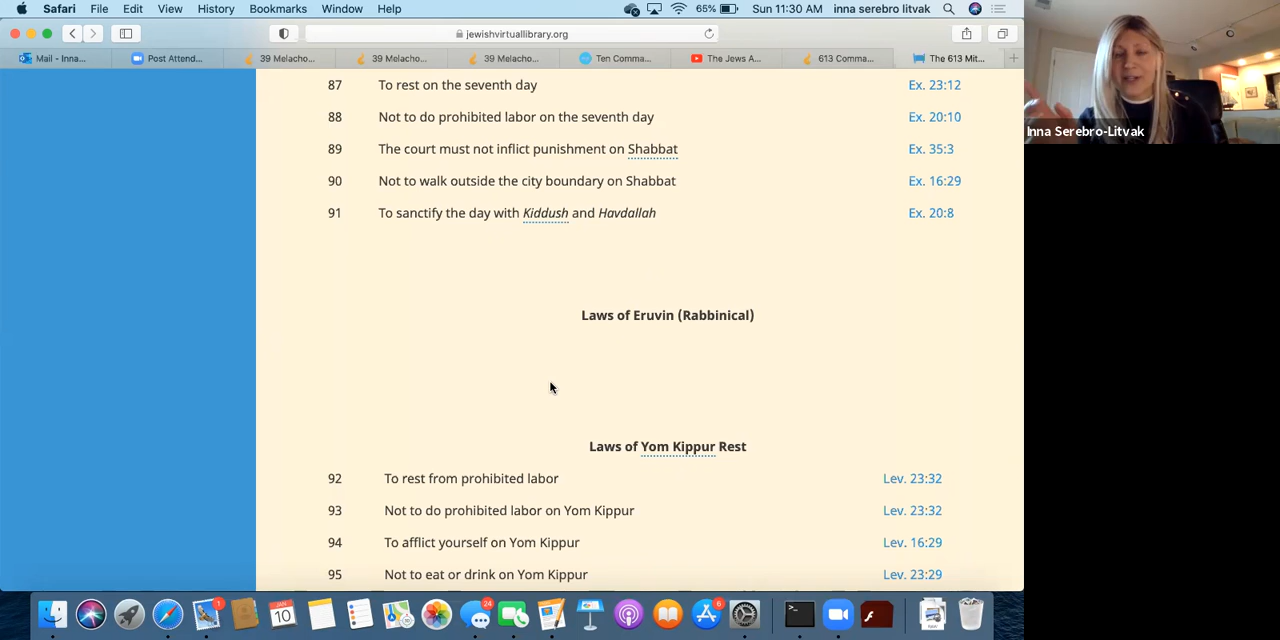 Safari File Edit View History Bookmarks Window Help 65% Sun 11:30 AM inna serebro litvak
jewishvirtuallibrary.org
Mail - Inna... Post Attend... 39 Melacho... 39 Melacho... 39 Melacho... Ten Comma... The Jews A... 613 Comma... The 613 Mit...
87 To rest on the seventh day Ex. 23:12
88 Not to do prohibited labor on the seventh day Ex. 20:10
89 The court must not inflict punishment on Shabbat Ex. 35:3
90 Not to walk outside the city boundary on Shabbat Ex. 16:29
91 To sanctify the day with Kiddush and Havdallah Ex. 20:8
Laws of Eruvin (Rabbinical)
Laws of Yom Kippur Rest
92 To rest from prohibited labor Lev. 23:32
93 Not to do prohibited labor on Yom Kippur Lev. 23:32
94 To afflict yourself on Yom Kippur Lev. 16:29
95 Not to eat or drink on Yom Kippur Lev. 23:29
Inna Serebro-Litvak
1
JAN
10
24
6